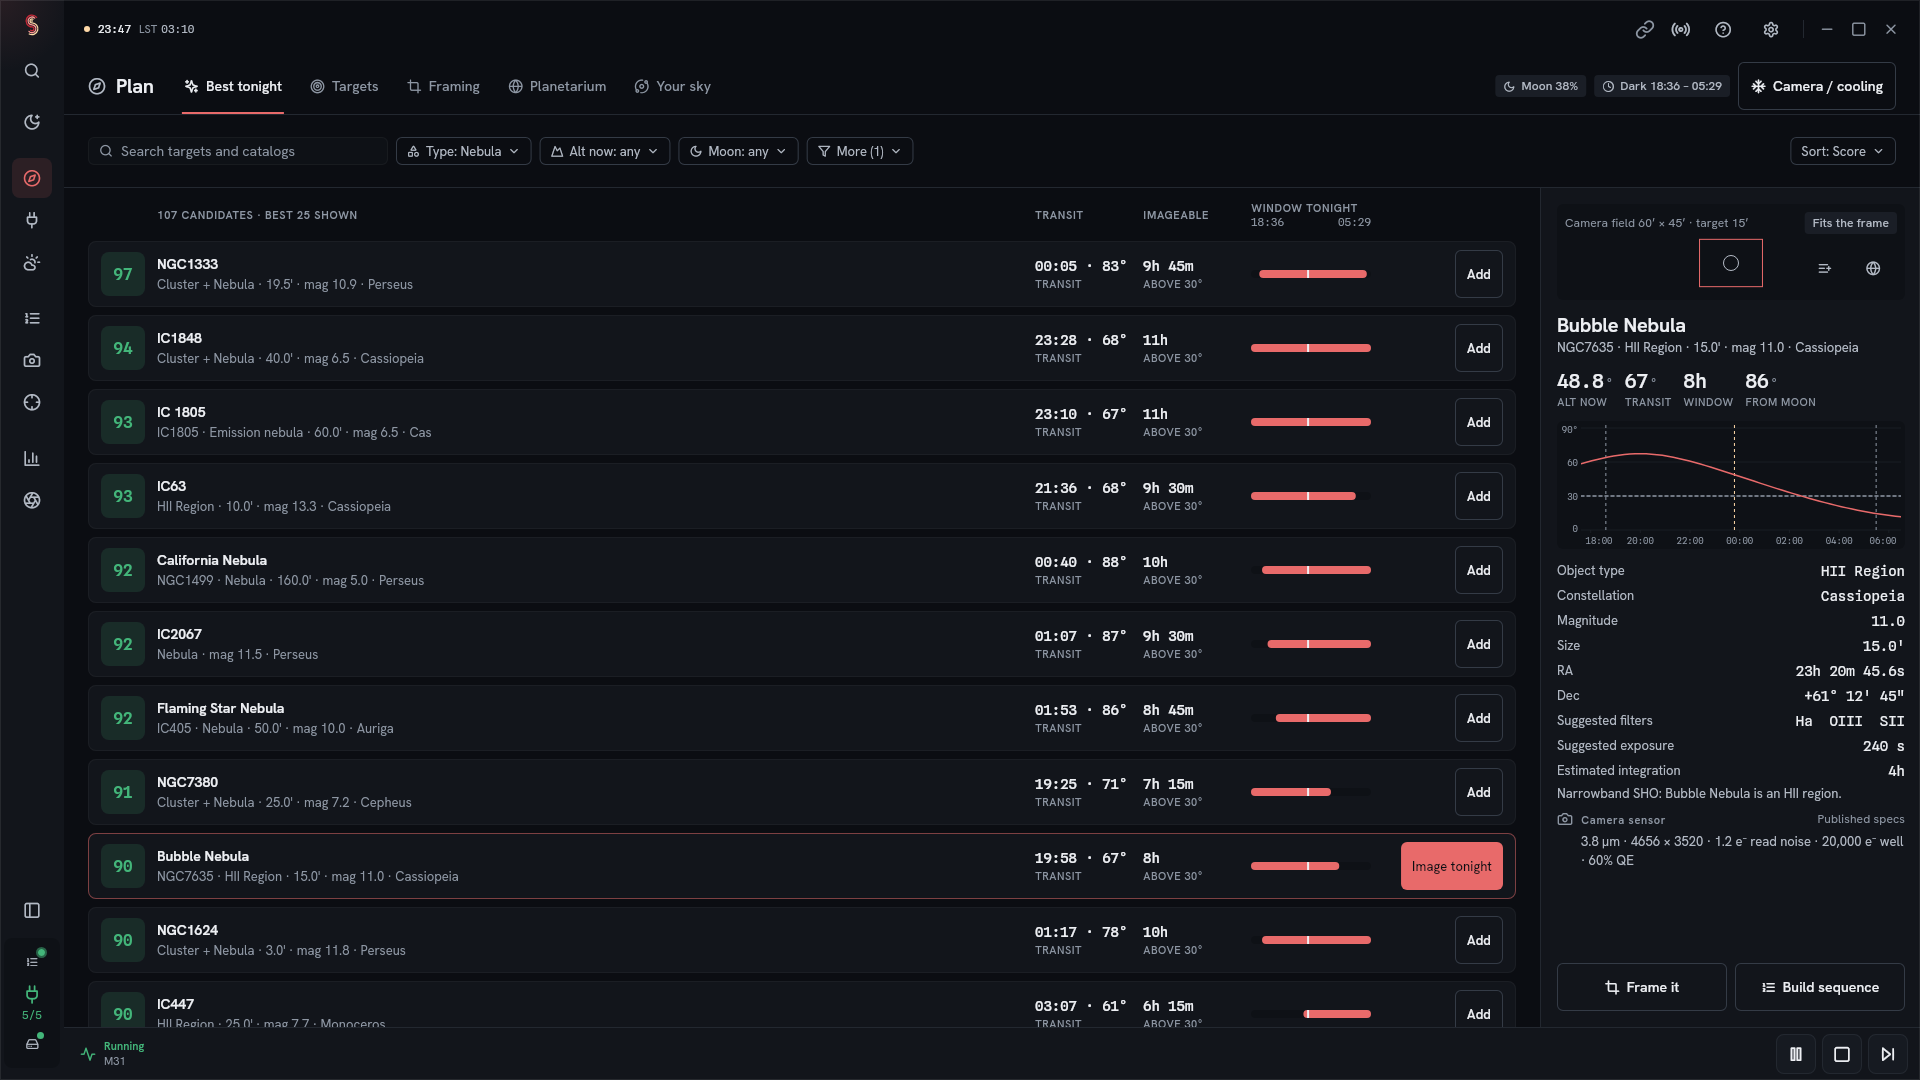 23:47 LST 03:10
Plan
Best tonight
Targets
Framing
Planetarium
Your sky
Moon 38%
Dark 18:36 – 05:29
Camera / cooling
Search targets and catalogs
Type: Nebula
Alt now: any
Moon: any
More (1)
Sort: Score
107 CANDIDATES · BEST 25 SHOWN
TRANSIT
IMAGEABLE
WINDOW TONIGHT
18:36 05:29
97
NGC1333
Cluster + Nebula · 19.5' · mag 10.9 · Perseus
00:05 · 83°
TRANSIT
9h 45m
ABOVE 30°
Add
94
IC1848
Cluster + Nebula · 40.0' · mag 6.5 · Cassiopeia
23:28 · 68°
TRANSIT
11h
ABOVE 30°
Add
93
IC 1805
IC1805 · Emission nebula · 60.0' · mag 6.5 · Cas
23:10 · 67°
TRANSIT
11h
ABOVE 30°
Add
93
IC63
HII Region · 10.0' · mag 13.3 · Cassiopeia
21:36 · 68°
TRANSIT
9h 30m
ABOVE 30°
Add
92
California Nebula
NGC1499 · Nebula · 160.0' · mag 5.0 · Perseus
00:40 · 88°
TRANSIT
10h
ABOVE 30°
Add
92
IC2067
Nebula · mag 11.5 · Perseus
01:07 · 87°
TRANSIT
9h 30m
ABOVE 30°
Add
92
Flaming Star Nebula
IC405 · Nebula · 50.0' · mag 10.0 · Auriga
01:53 · 86°
TRANSIT
8h 45m
ABOVE 30°
Add
91
NGC7380
Cluster + Nebula · 25.0' · mag 7.2 · Cepheus
19:25 · 71°
TRANSIT
7h 15m
ABOVE 30°
Add
90
Bubble Nebula
NGC7635 · HII Region · 15.0' · mag 11.0 · Cassiopeia
19:58 · 67°
TRANSIT
8h
ABOVE 30°
Image tonight
90
NGC1624
Cluster + Nebula · 3.0' · mag 11.8 · Perseus
01:17 · 78°
TRANSIT
10h
ABOVE 30°
Add
90
IC447
HII Region · 25.0' · mag 7.7 · Monoceros
03:07 · 61°
TRANSIT
6h 15m
ABOVE 30°
Add
Camera field 60′ × 45′ · target 15′
Fits the frame
Bubble Nebula
NGC7635 · HII Region · 15.0' · mag 11.0 · Cassiopeia
48.8° 67° 8h 86°
ALT NOW TRANSIT WINDOW FROM MOON
90°
60
30
0
18:00 20:00 22:00 00:00 02:00 04:00 06:00
Object type HII Region
Constellation Cassiopeia
Magnitude 11.0
Size 15.0'
RA 23h 20m 45.6s
Dec +61° 12' 45"
Suggested filters Ha OIII SII
Suggested exposure 240 s
Estimated integration 4h
Narrowband SHO: Bubble Nebula is an HII region.
Camera sensor Published specs
3.8 µm · 4656 × 3520 · 1.2 e⁻ read noise · 20,000 e⁻ well
· 60% QE
Frame it
Build sequence
5/5
Running
M31